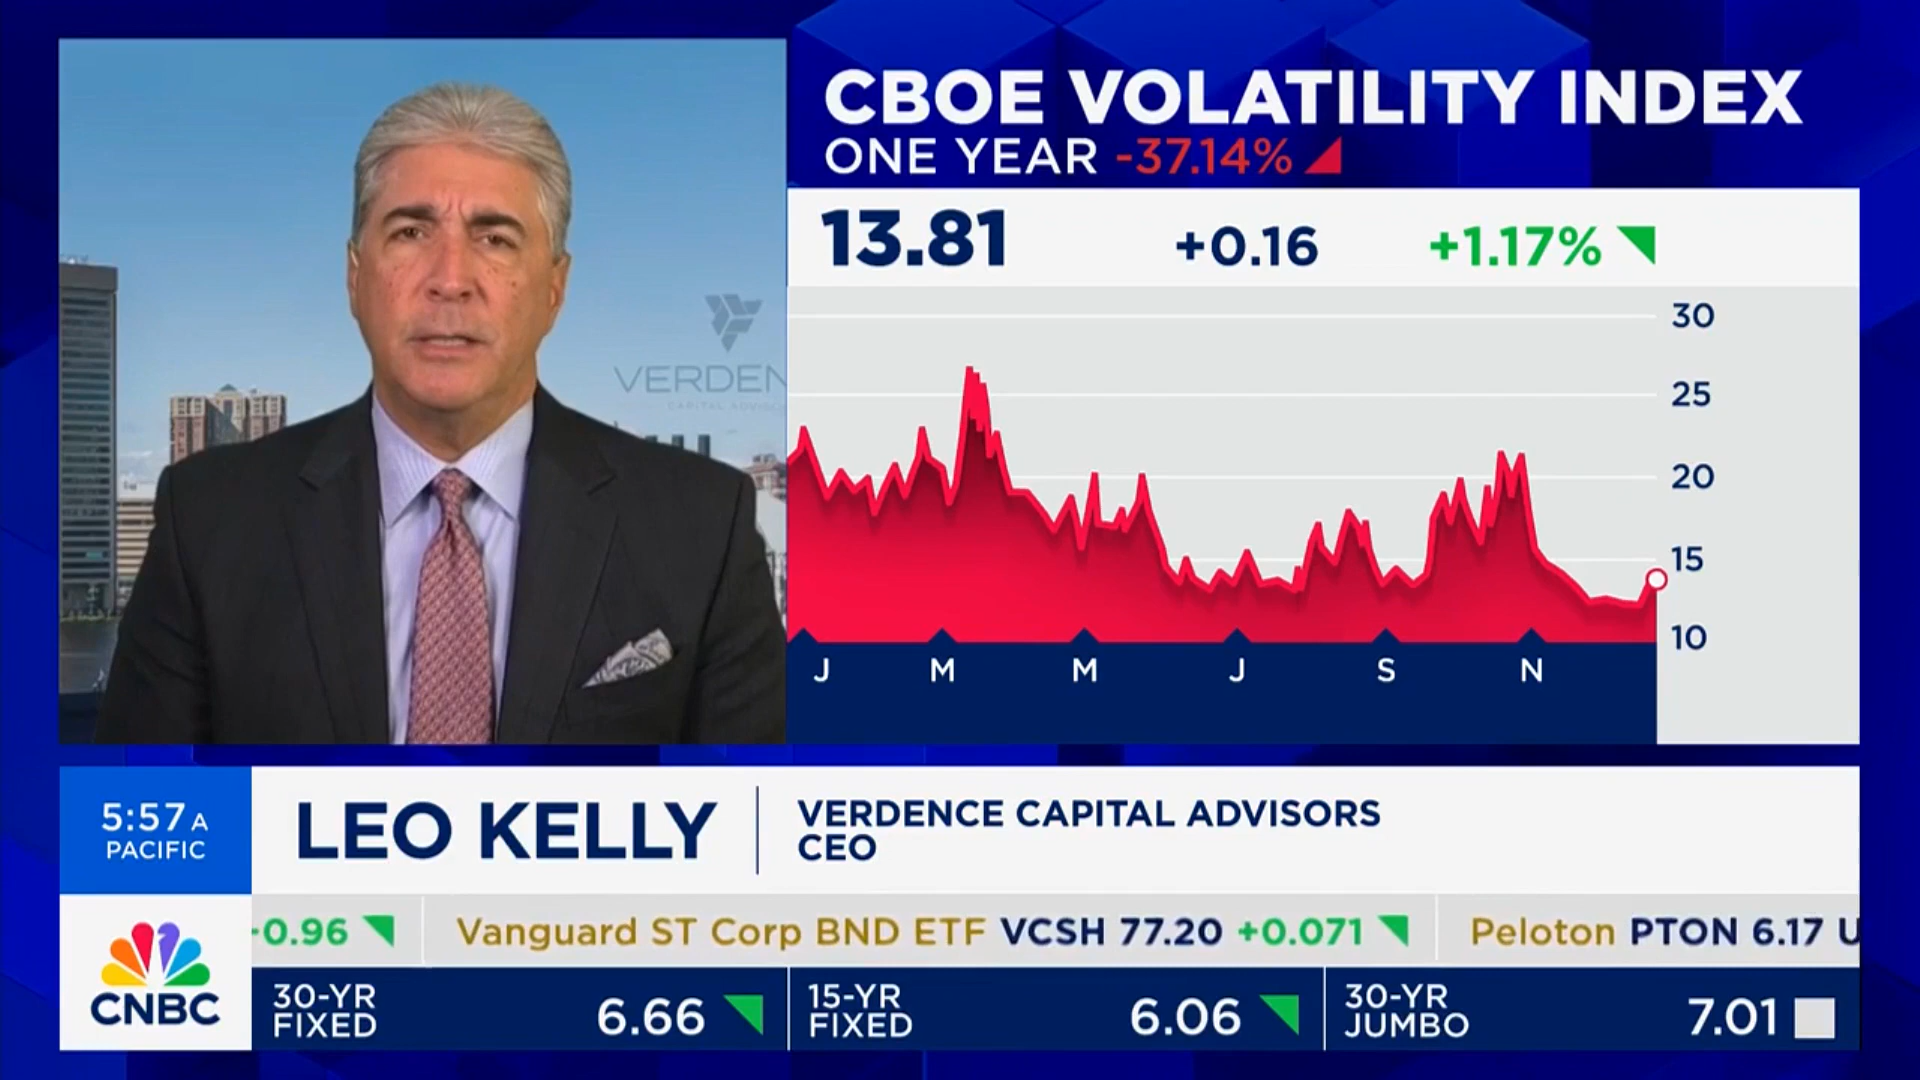 CBOE VOLATILITY INDEX
ONE YEAR -37.14%
13.81 +0.16 +1.17%
30
25
20
15
10
J M M J S N
VERDEN
CAPITAL ADVISO
5:57 A
PACIFIC
LEO KELLY
VERDENCE CAPITAL ADVISORS
CEO
0.96 Vanguard ST Corp BND ETF VCSH 77.20 +0.071 Peloton PTON 6.17 U
CNBC
30-YR
FIXED
6.66
15-YR
FIXED
6.06
30-YR
JUMBO
7.01